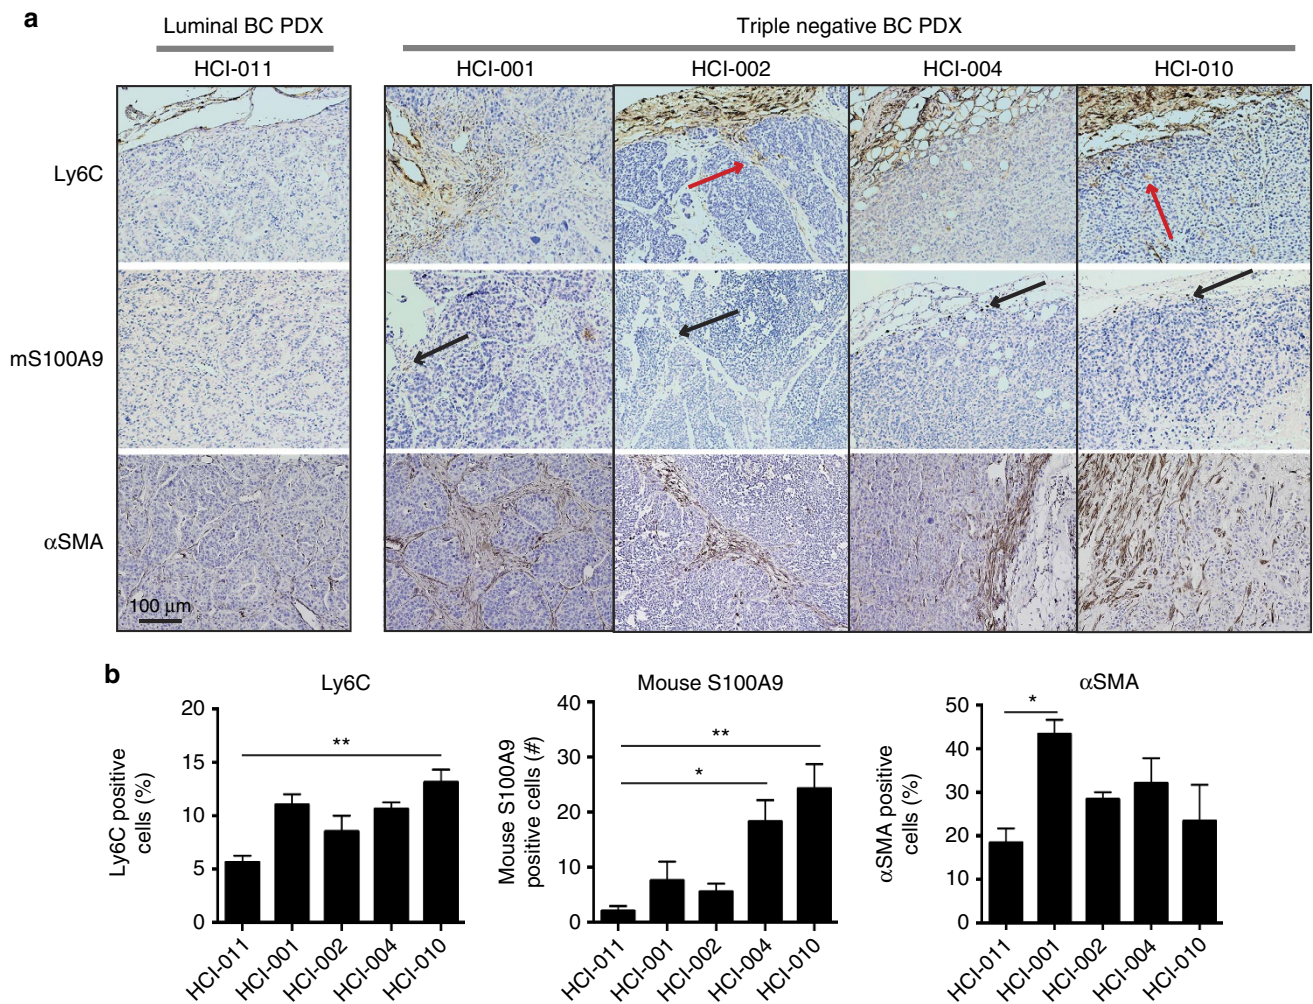 a
Luminal BC PDX
Triple negative BC PDX
HCI-011
HCI-001
HCI-002
HCI-004
HCI-010
Ly6C
mS100A9
αSMA
100 μm
b
Ly6C
Ly6C positive
cells (%)
20
15
10
5
0
**
HCI-011
HCI-001
HCI-002
HCI-004
HCI-010
Mouse S100A9
Mouse S100A9
positive cells (#)
40
30
20
10
0
**
*
HCI-011
HCI-001
HCI-002
HCI-004
HCI-010
αSMA
αSMA positive
cells (%)
50
40
30
20
10
0
*
HCI-011
HCI-001
HCI-002
HCI-004
HCI-010